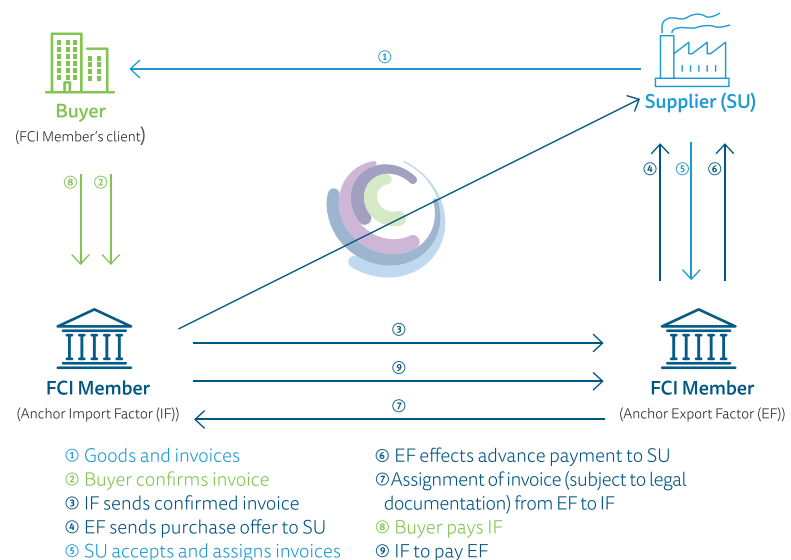 ①
Buyer
(FCI Member's client)
Supplier (SU)
⑧ ②
④ ⑤ ⑥
③
⑨
⑦
FCI Member
(Anchor Import Factor (IF))
FCI Member
(Anchor Export Factor (EF))
① Goods and invoices
② Buyer confirms invoice
③ IF sends confirmed invoice
④ EF sends purchase offer to SU
⑤ SU accepts and assigns invoices
⑥ EF effects advance payment to SU
⑦Assignment of invoice (subject to legal
documentation) from EF to IF
⑧ Buyer pays IF
⑨ IF to pay EF